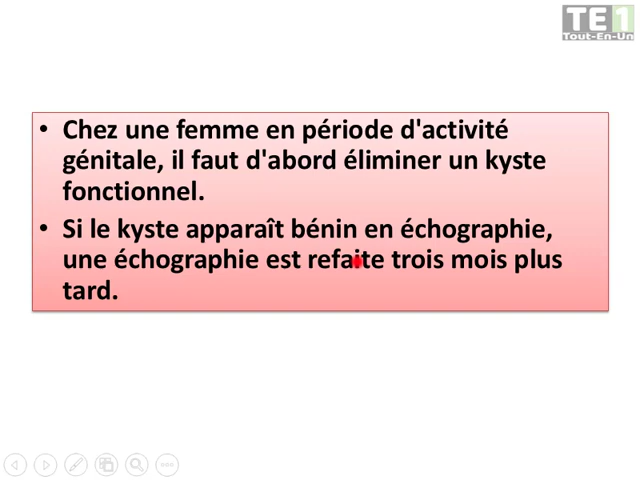 TE1
Tout-En-Un
• Chez une femme en période d'activité
génitale, il faut d'abord éliminer un kyste
fonctionnel.
• Si le kyste apparaît bénin en échographie,
une échographie est refaite trois mois plus
tard.